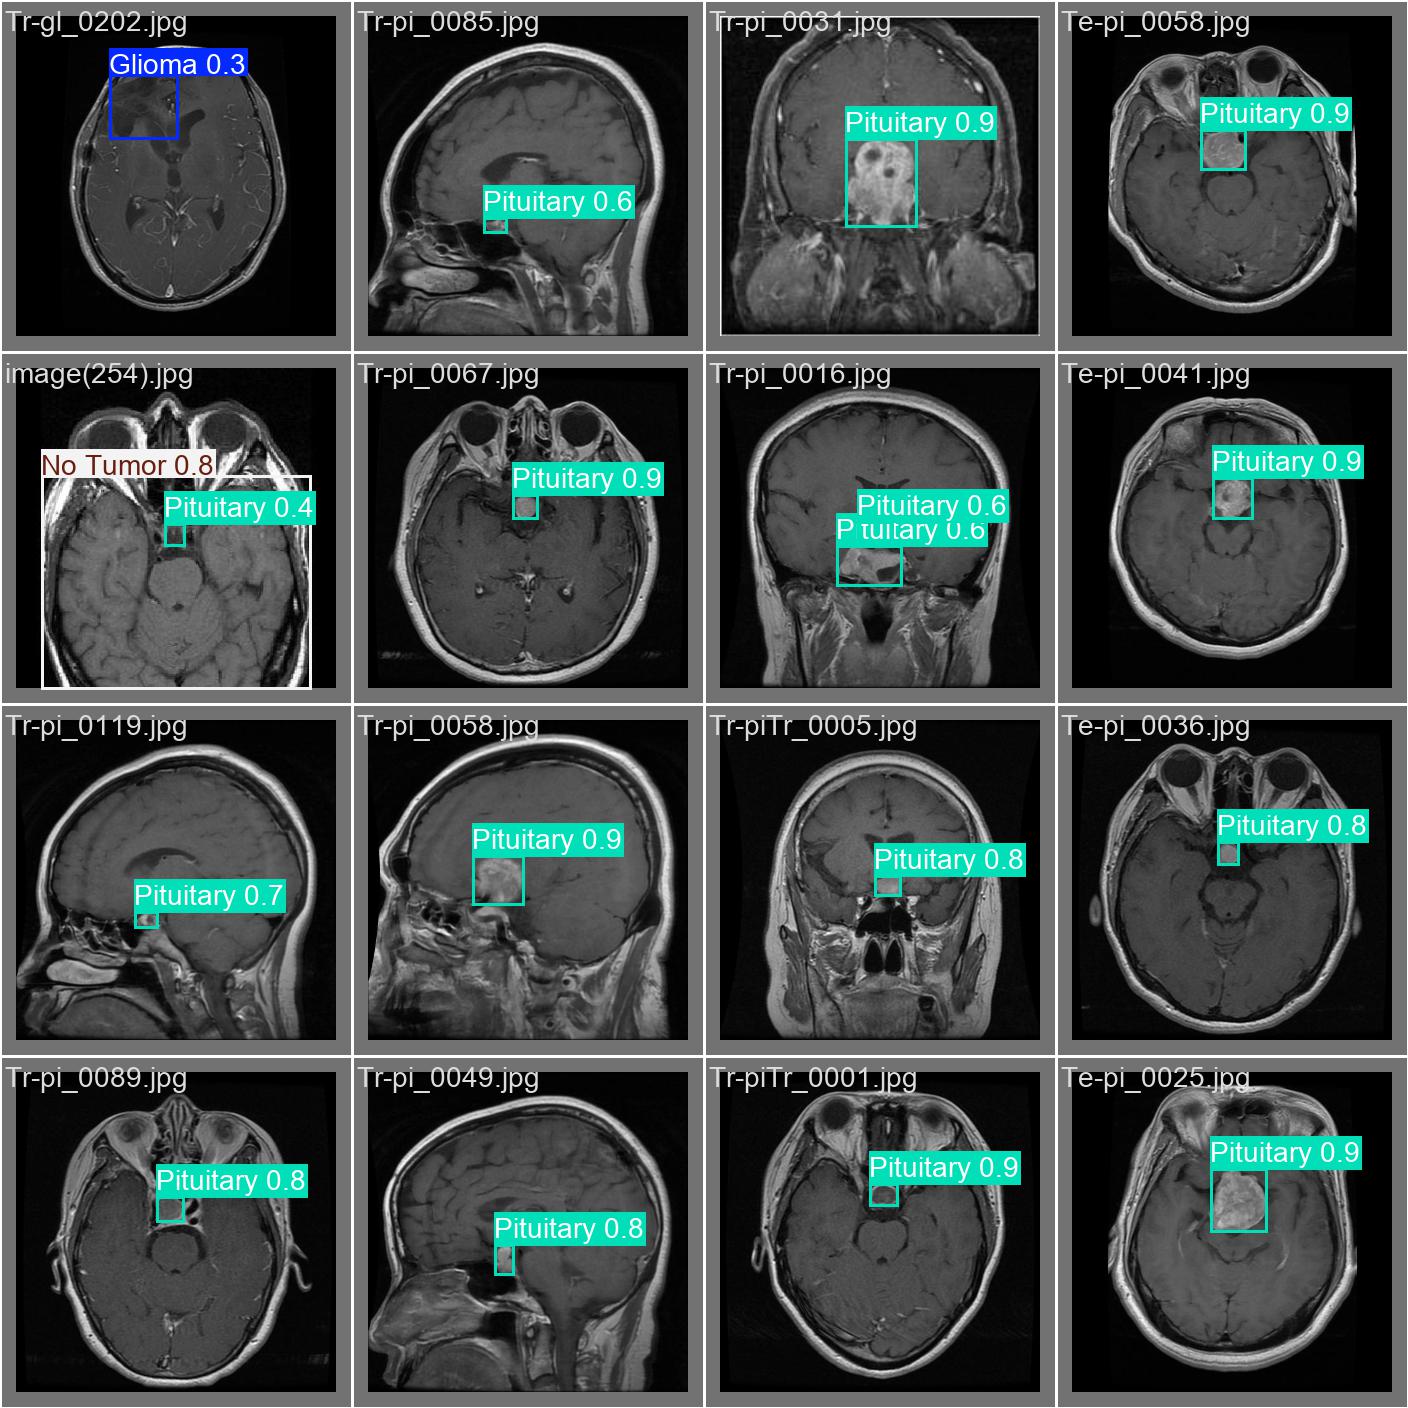 Tr-gl_0202.jpg
Glioma 0.3
Tr-pi_0085.jpg
Pituitary 0.6
Tr-pi_0031.jpg
Pituitary 0.9
Te-pi_0058.jpg
Pituitary 0.9
image(254).jpg
No Tumor 0.8
Pituitary 0.4
Tr-pi_0067.jpg
Pituitary 0.9
Tr-pi_0016.jpg
Pituitary 0.6
Pituitary 0.6
Te-pi_0041.jpg
Pituitary 0.9
Tr-pi_0119.jpg
Pituitary 0.7
Tr-pi_0058.jpg
Pituitary 0.9
Tr-piTr_0005.jpg
Pituitary 0.8
Te-pi_0036.jpg
Pituitary 0.8
Tr-pi_0089.jpg
Pituitary 0.8
Tr-pi_0049.jpg
Pituitary 0.8
Tr-piTr_0001.jpg
Pituitary 0.9
Te-pi_0025.jpg
Pituitary 0.9